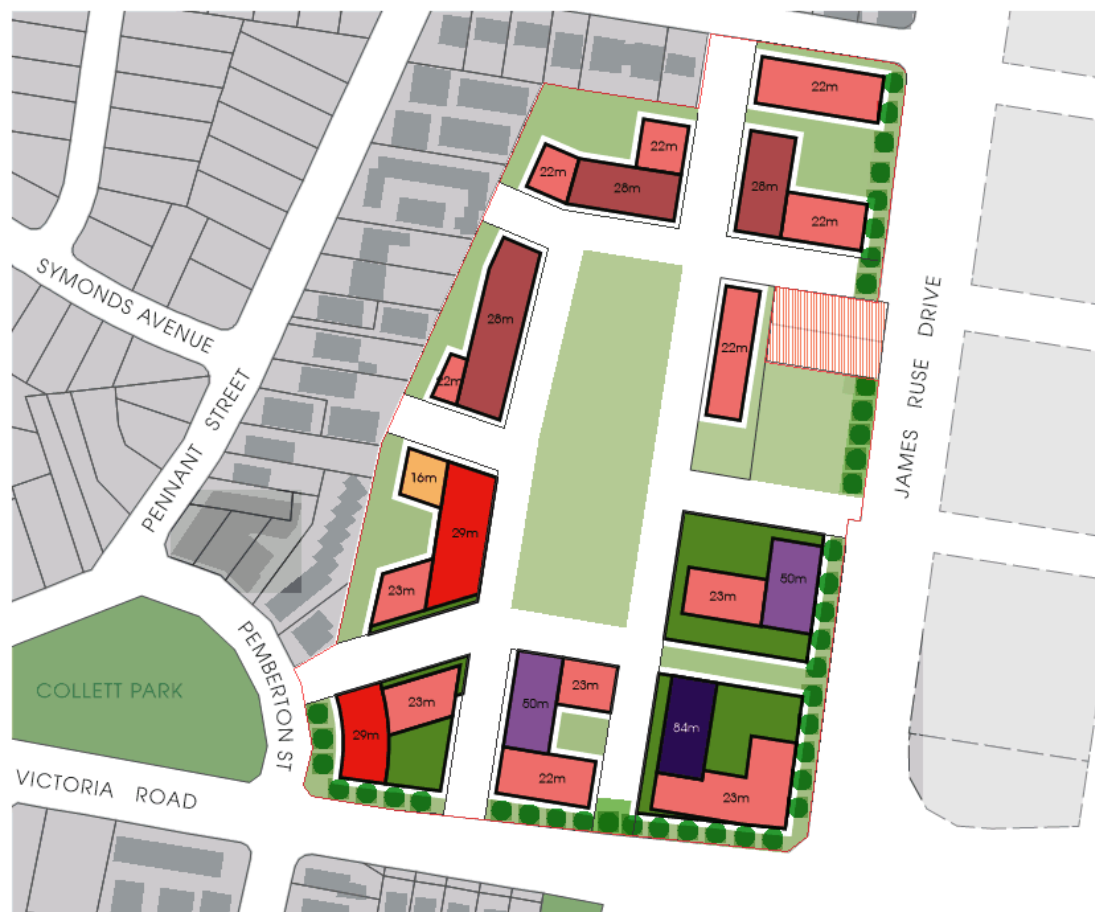 22m
22m
22m
28m
28m
22m
SYMONDS AVENUE
28m
22m
22m
JAMES RUSE DRIVE
PENNANT STREET
16m
29m
23m
50m
23m
COLLETT PARK
PEMBERTON ST
23m
29m
50m
23m
22m
84m
23m
VICTORIA ROAD